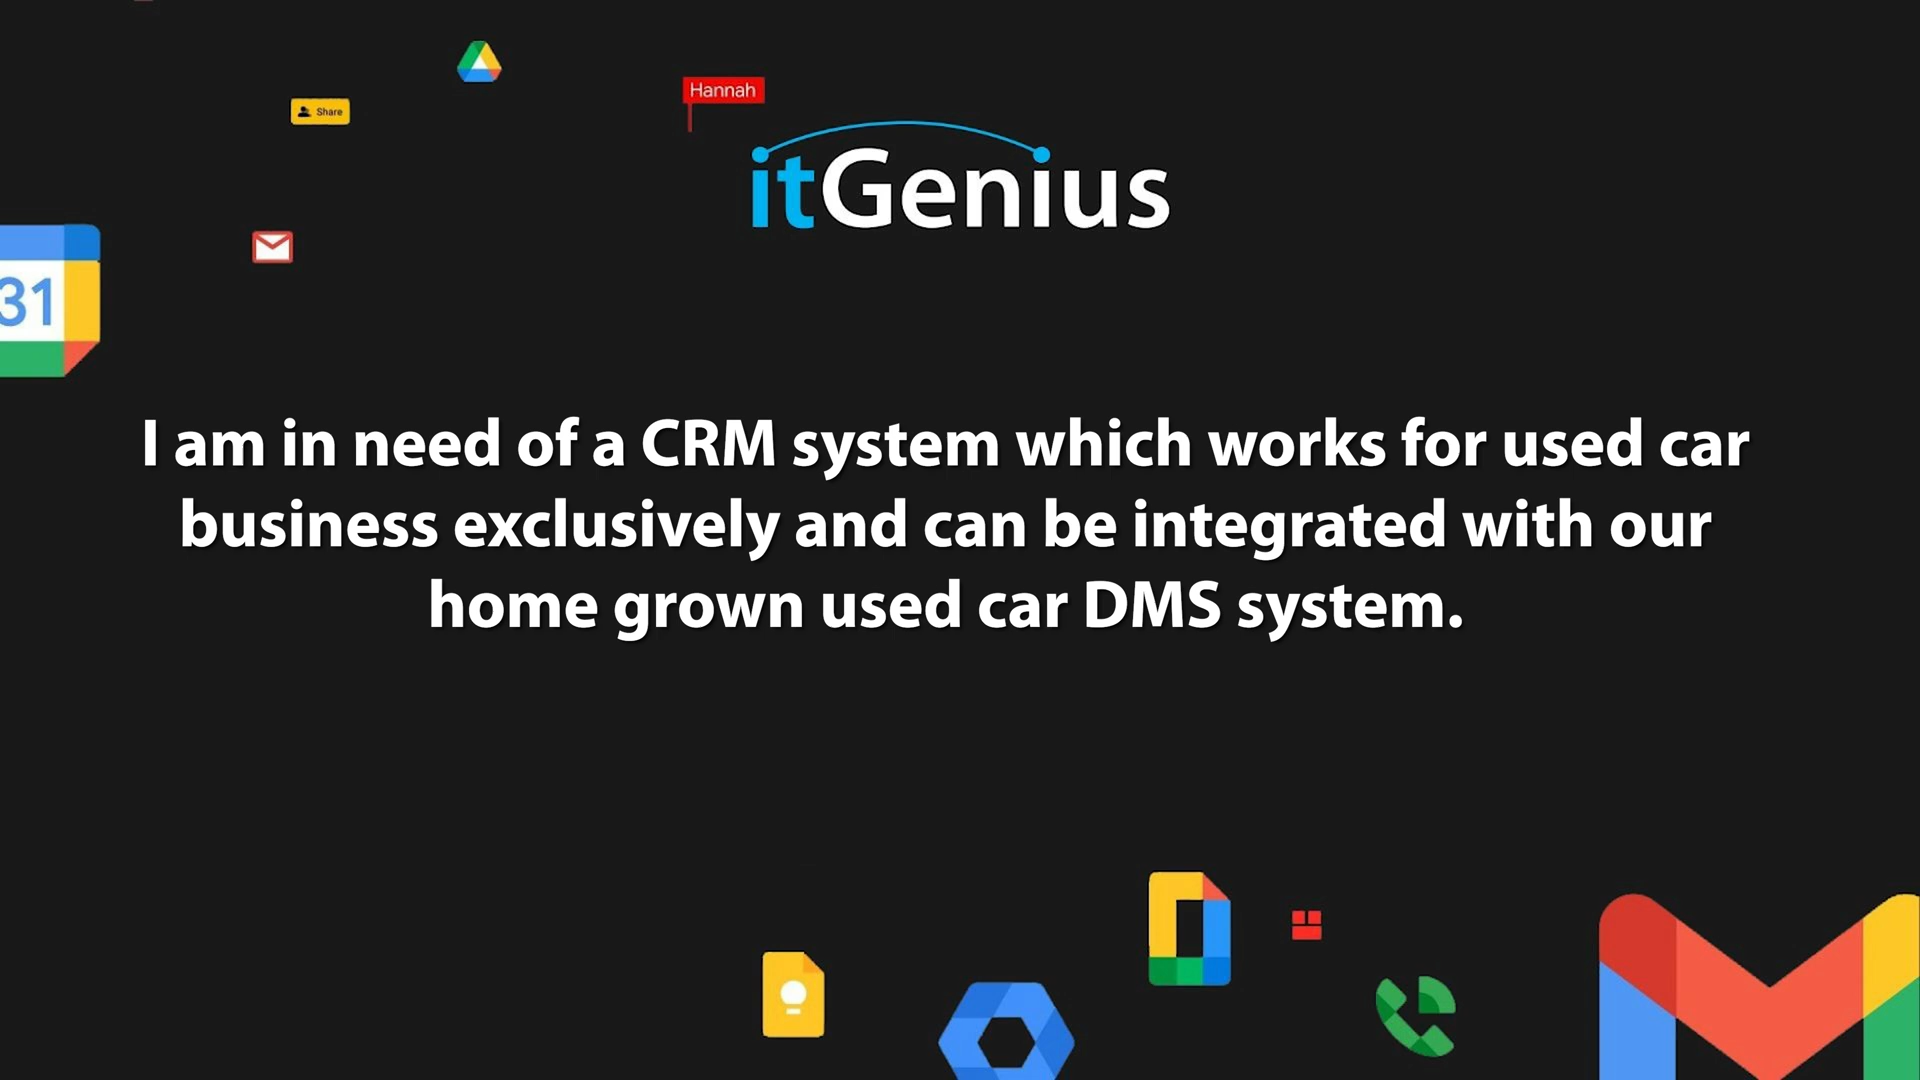 Hannah
Share
itGenius
31
I am in need of a CRM system which works for used car
business exclusively and can be integrated with our
home grown used car DMS system.